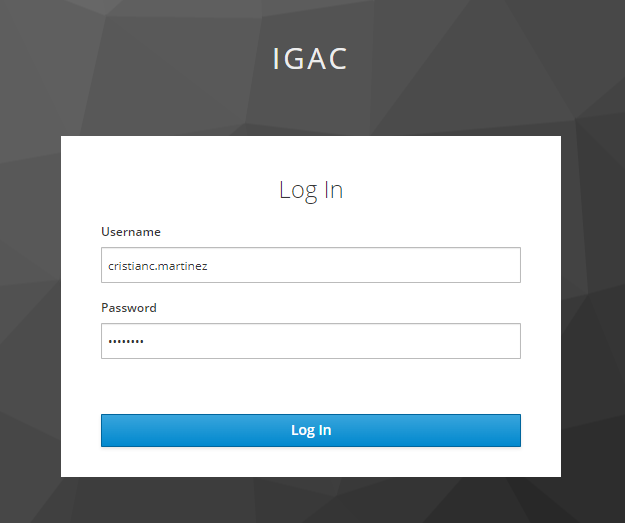 IGAC
Log In
Username
cristianc.martinez
Password
••••••••
Log In